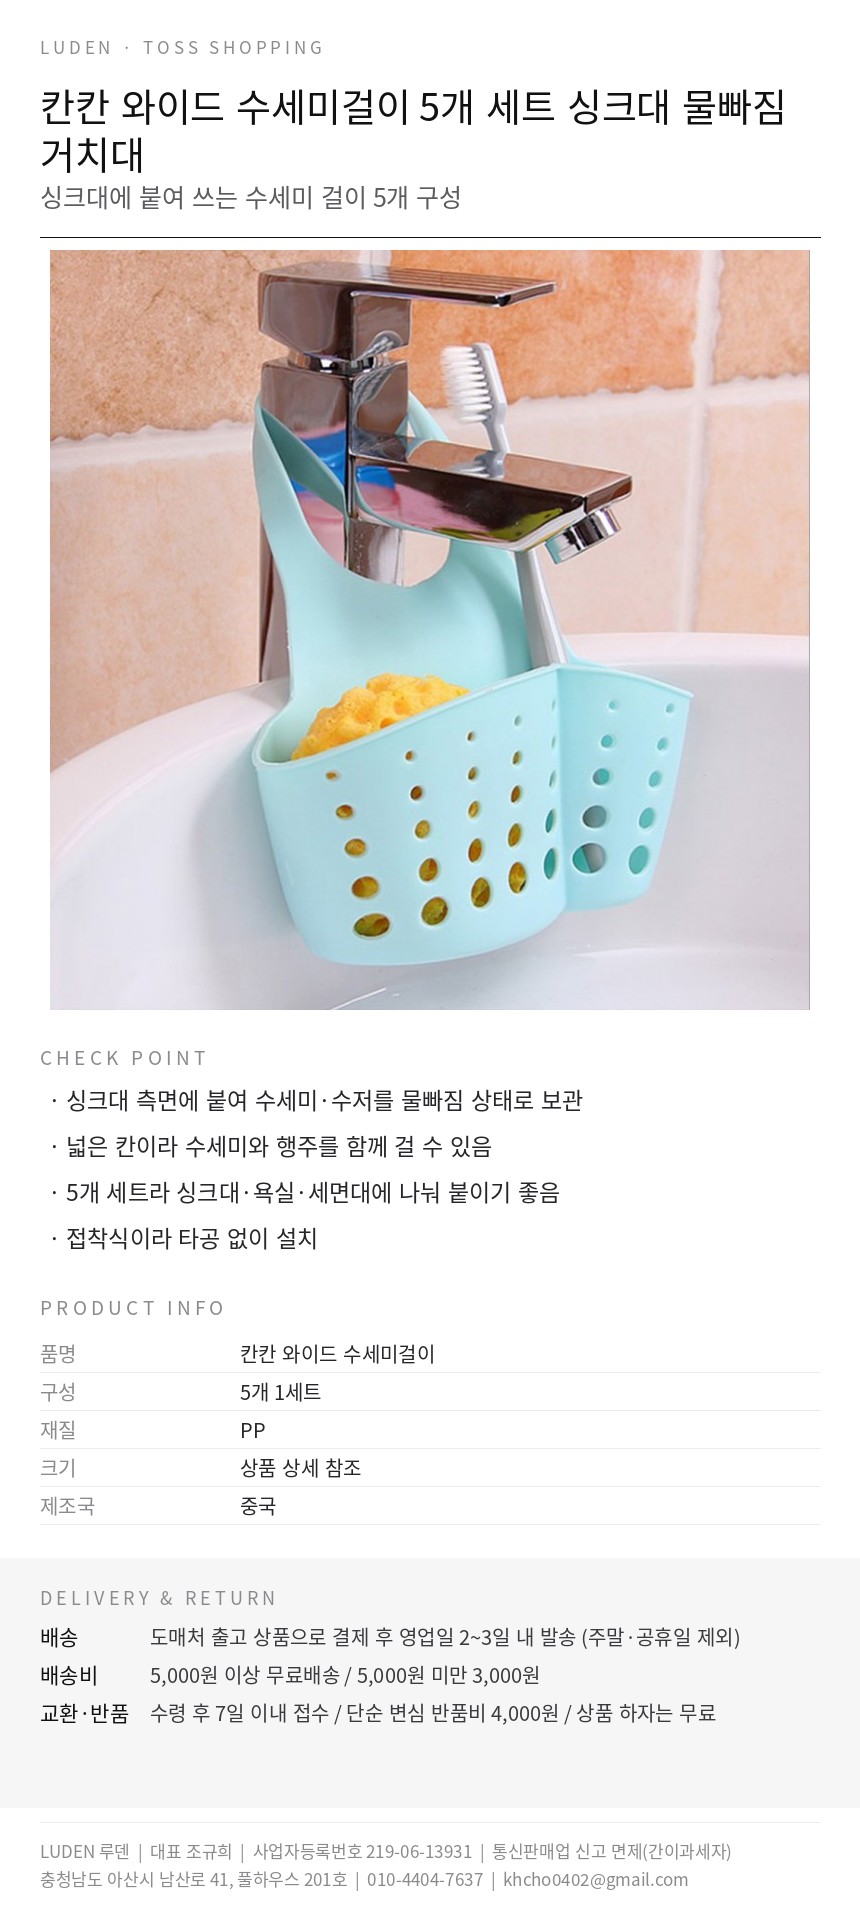 LUDEN · TOSS SHOPPING
칸칸 와이드 수세미걸이 5개 세트 싱크대 물빠짐
거치대
싱크대에 붙여 쓰는 수세미 걸이 5개 구성
CHECK POINT
· 싱크대 측면에 붙여 수세미·수저를 물빠짐 상태로 보관
· 넓은 칸이라 수세미와 행주를 함께 걸 수 있음
· 5개 세트라 싱크대·욕실·세면대에 나눠 붙이기 좋음
· 접착식이라 타공 없이 설치
PRODUCT INFO
품명 칸칸 와이드 수세미걸이
구성 5개 1세트
재질 PP
크기 상품 상세 참조
제조국 중국
DELIVERY & RETURN
배송 도매처 출고 상품으로 결제 후 영업일 2~3일 내 발송 (주말·공휴일 제외)
배송비 5,000원 이상 무료배송 / 5,000원 미만 3,000원
교환·반품 수령 후 7일 이내 접수 / 단순 변심 반품비 4,000원 / 상품 하자는 무료
LUDEN 루덴 | 대표 조규희 | 사업자등록번호 219-06-13931 | 통신판매업 신고 면제(간이과세자)
충청남도 아산시 남산로 41, 풀하우스 201호 | 010-4404-7637 | khcho0402@gmail.com